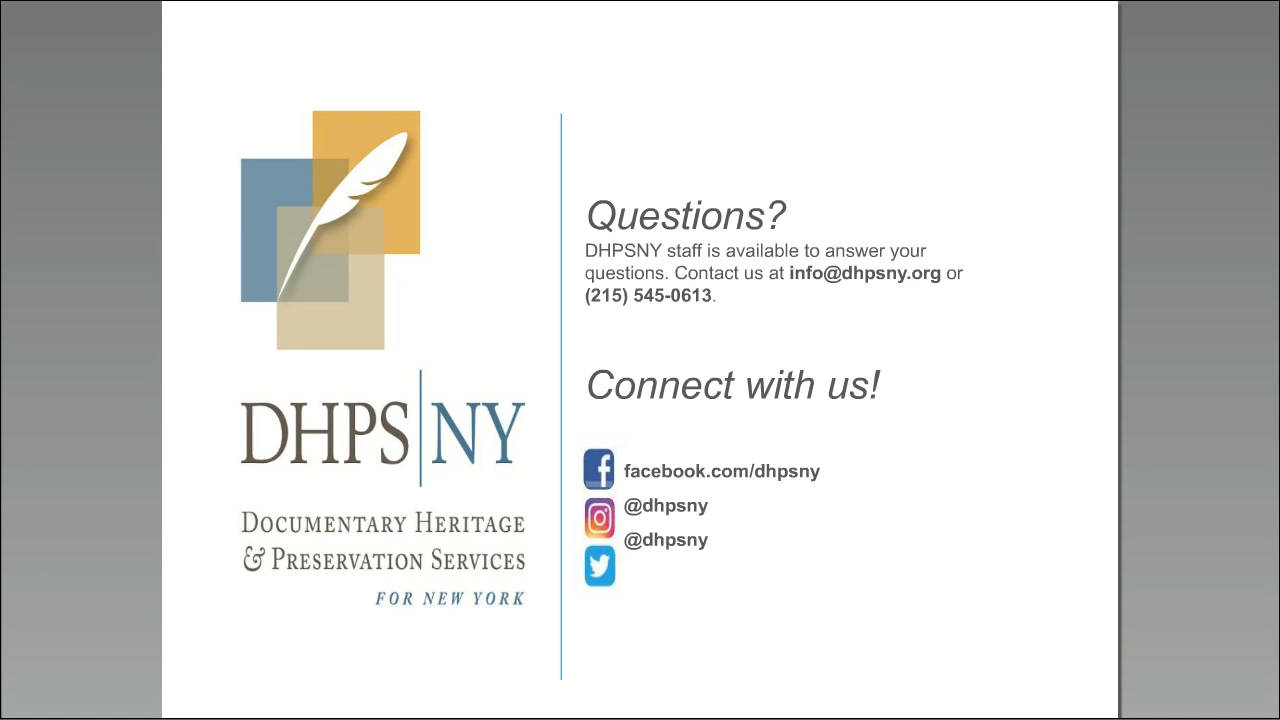 DHPS|NY
DOCUMENTARY HERITAGE
& PRESERVATION SERVICES
FOR NEW YORK
Questions?
DHPSNY staff is available to answer your
questions. Contact us at info@dhpsny.org or
(215) 545-0613.
Connect with us!
facebook.com/dhpsny
@dhpsny
@dhpsny